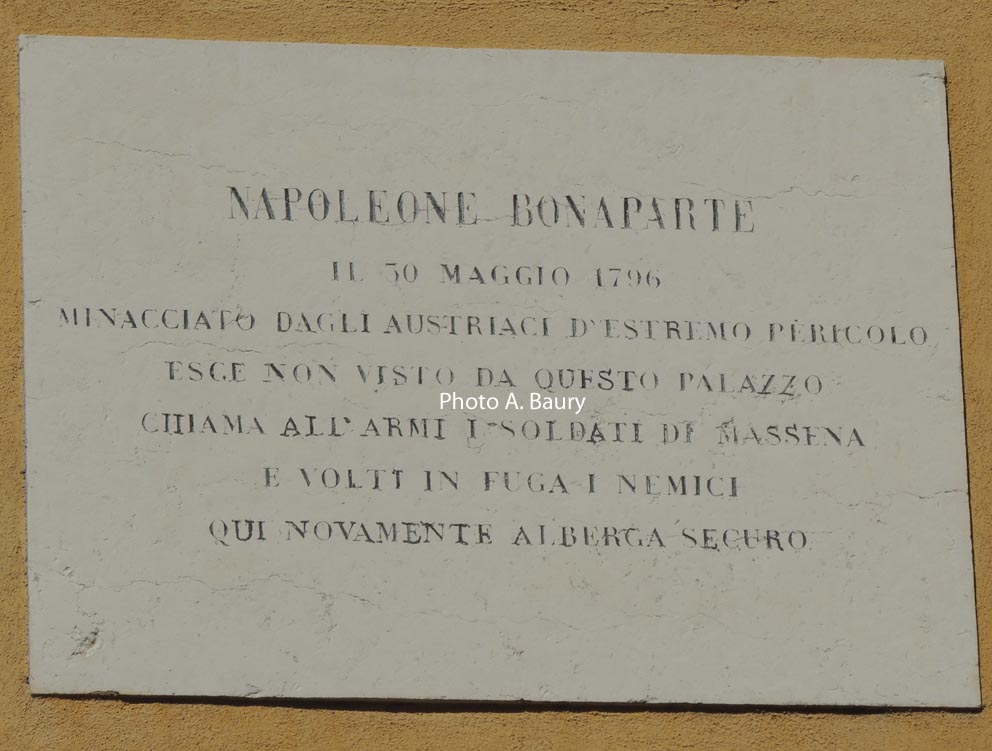 NAPOLEONE BONAPARTE
IL 30 MAGGIO 1796
MINACCIATO DAGLI AUSTRIACI D'ESTREMO PERICOLO
ESCE NON VISTO DA QUESTO PALAZZO
Photo A. Baury
CHIAMA ALL'ARMI I SOLDATI DI MASSENA
E VOLTI IN FUGA I NEMICI
QUI NOVAMENTE ALBERGA SECURO